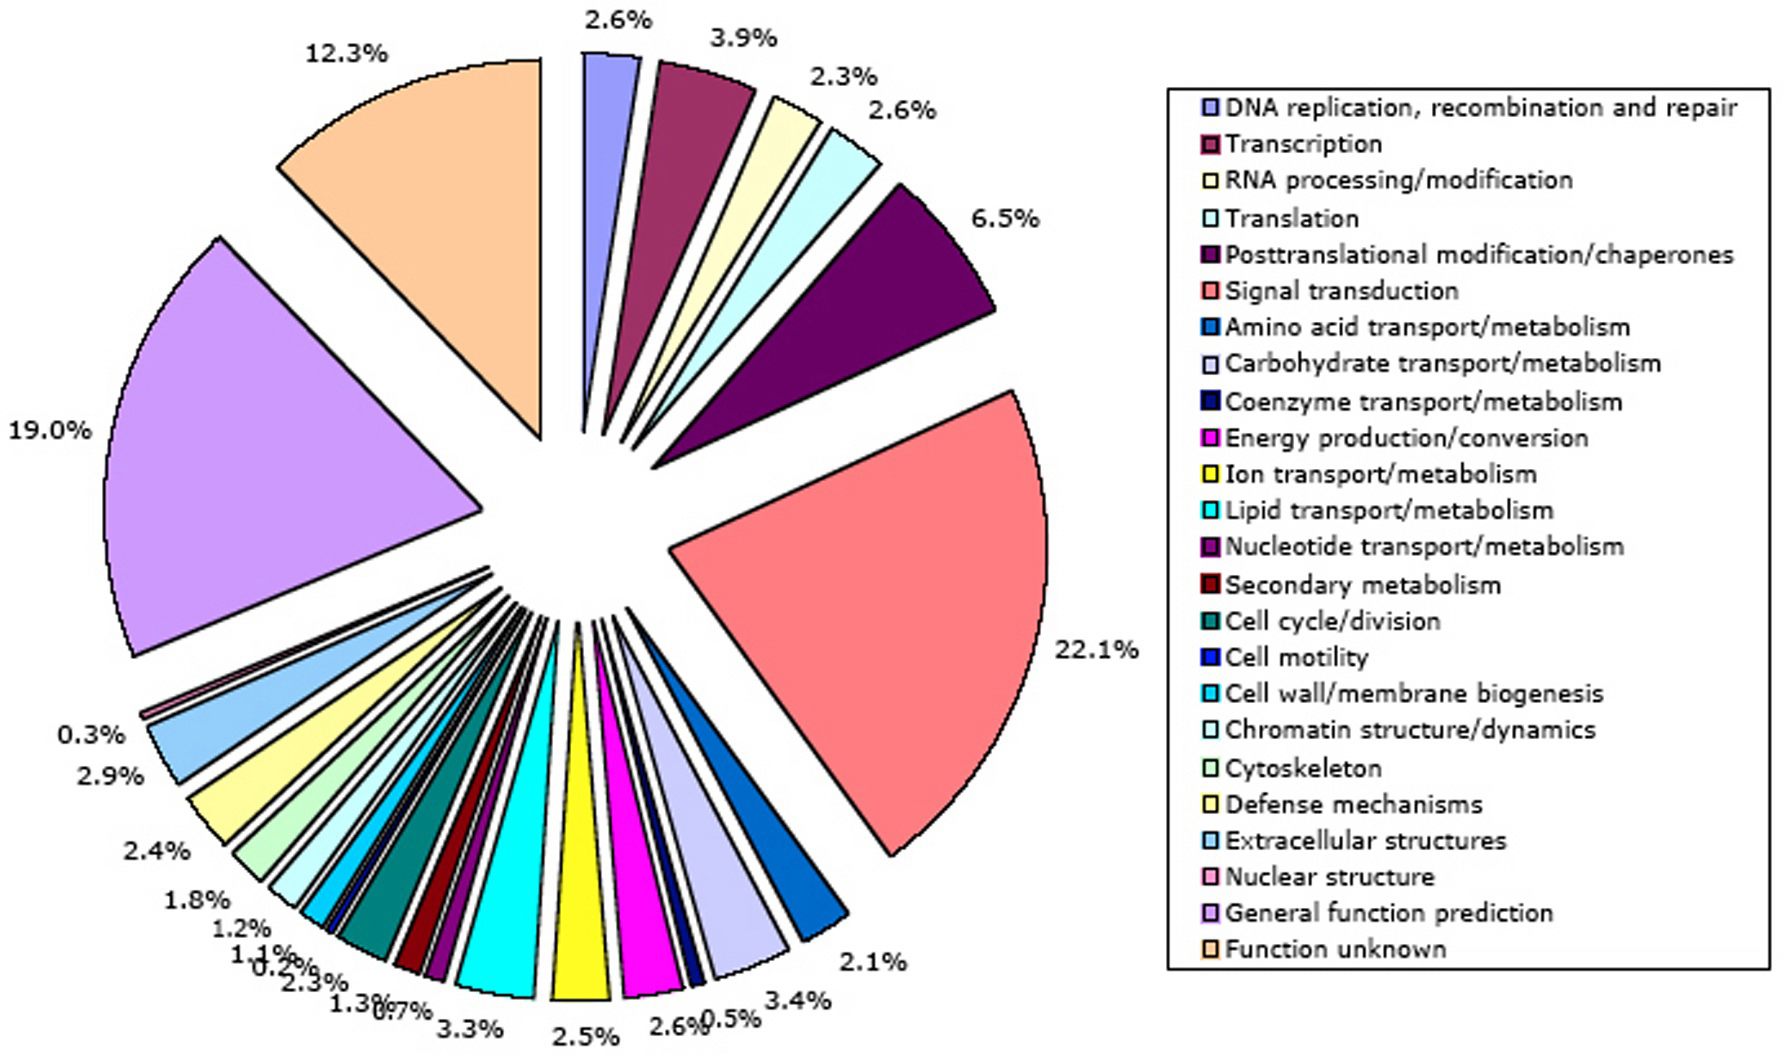 2.6%
3.9%
2.3%
2.6%
6.5%
22.1%
2.1%
3.4%
0.5%
2.6%
2.5%
3.3%
0.7%
1.3%
2.3%
0.2%
1.1%
1.2%
1.8%
2.4%
2.9%
0.3%
19.0%
12.3%
DNA replication, recombination and repair
Transcription
RNA processing/modification
Translation
Posttranslational modification/chaperones
Signal transduction
Amino acid transport/metabolism
Carbohydrate transport/metabolism
Coenzyme transport/metabolism
Energy production/conversion
Ion transport/metabolism
Lipid transport/metabolism
Nucleotide transport/metabolism
Secondary metabolism
Cell cycle/division
Cell motility
Cell wall/membrane biogenesis
Chromatin structure/dynamics
Cytoskeleton
Defense mechanisms
Extracellular structures
Nuclear structure
General function prediction
Function unknown